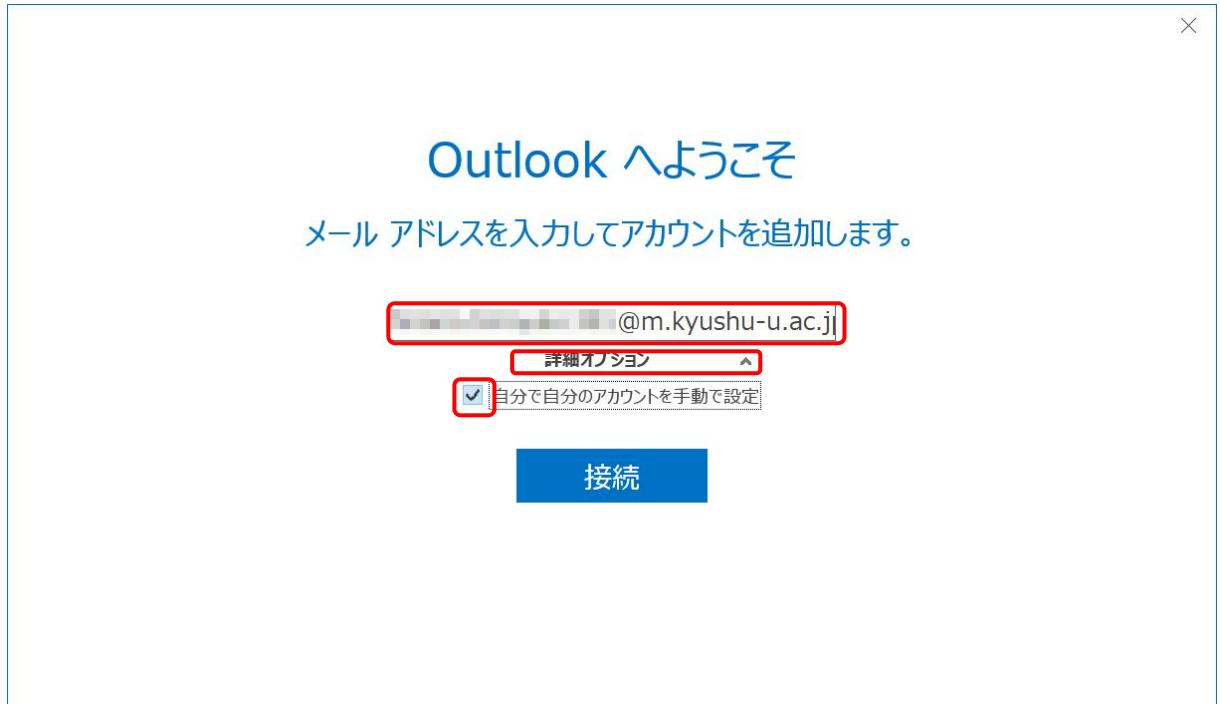 Outlook へようこそ
メール アドレスを入力してアカウントを追加します。
@m.kyushu-u.ac.j
詳細オプション
自分で自分のアカウントを手動で設定
接続